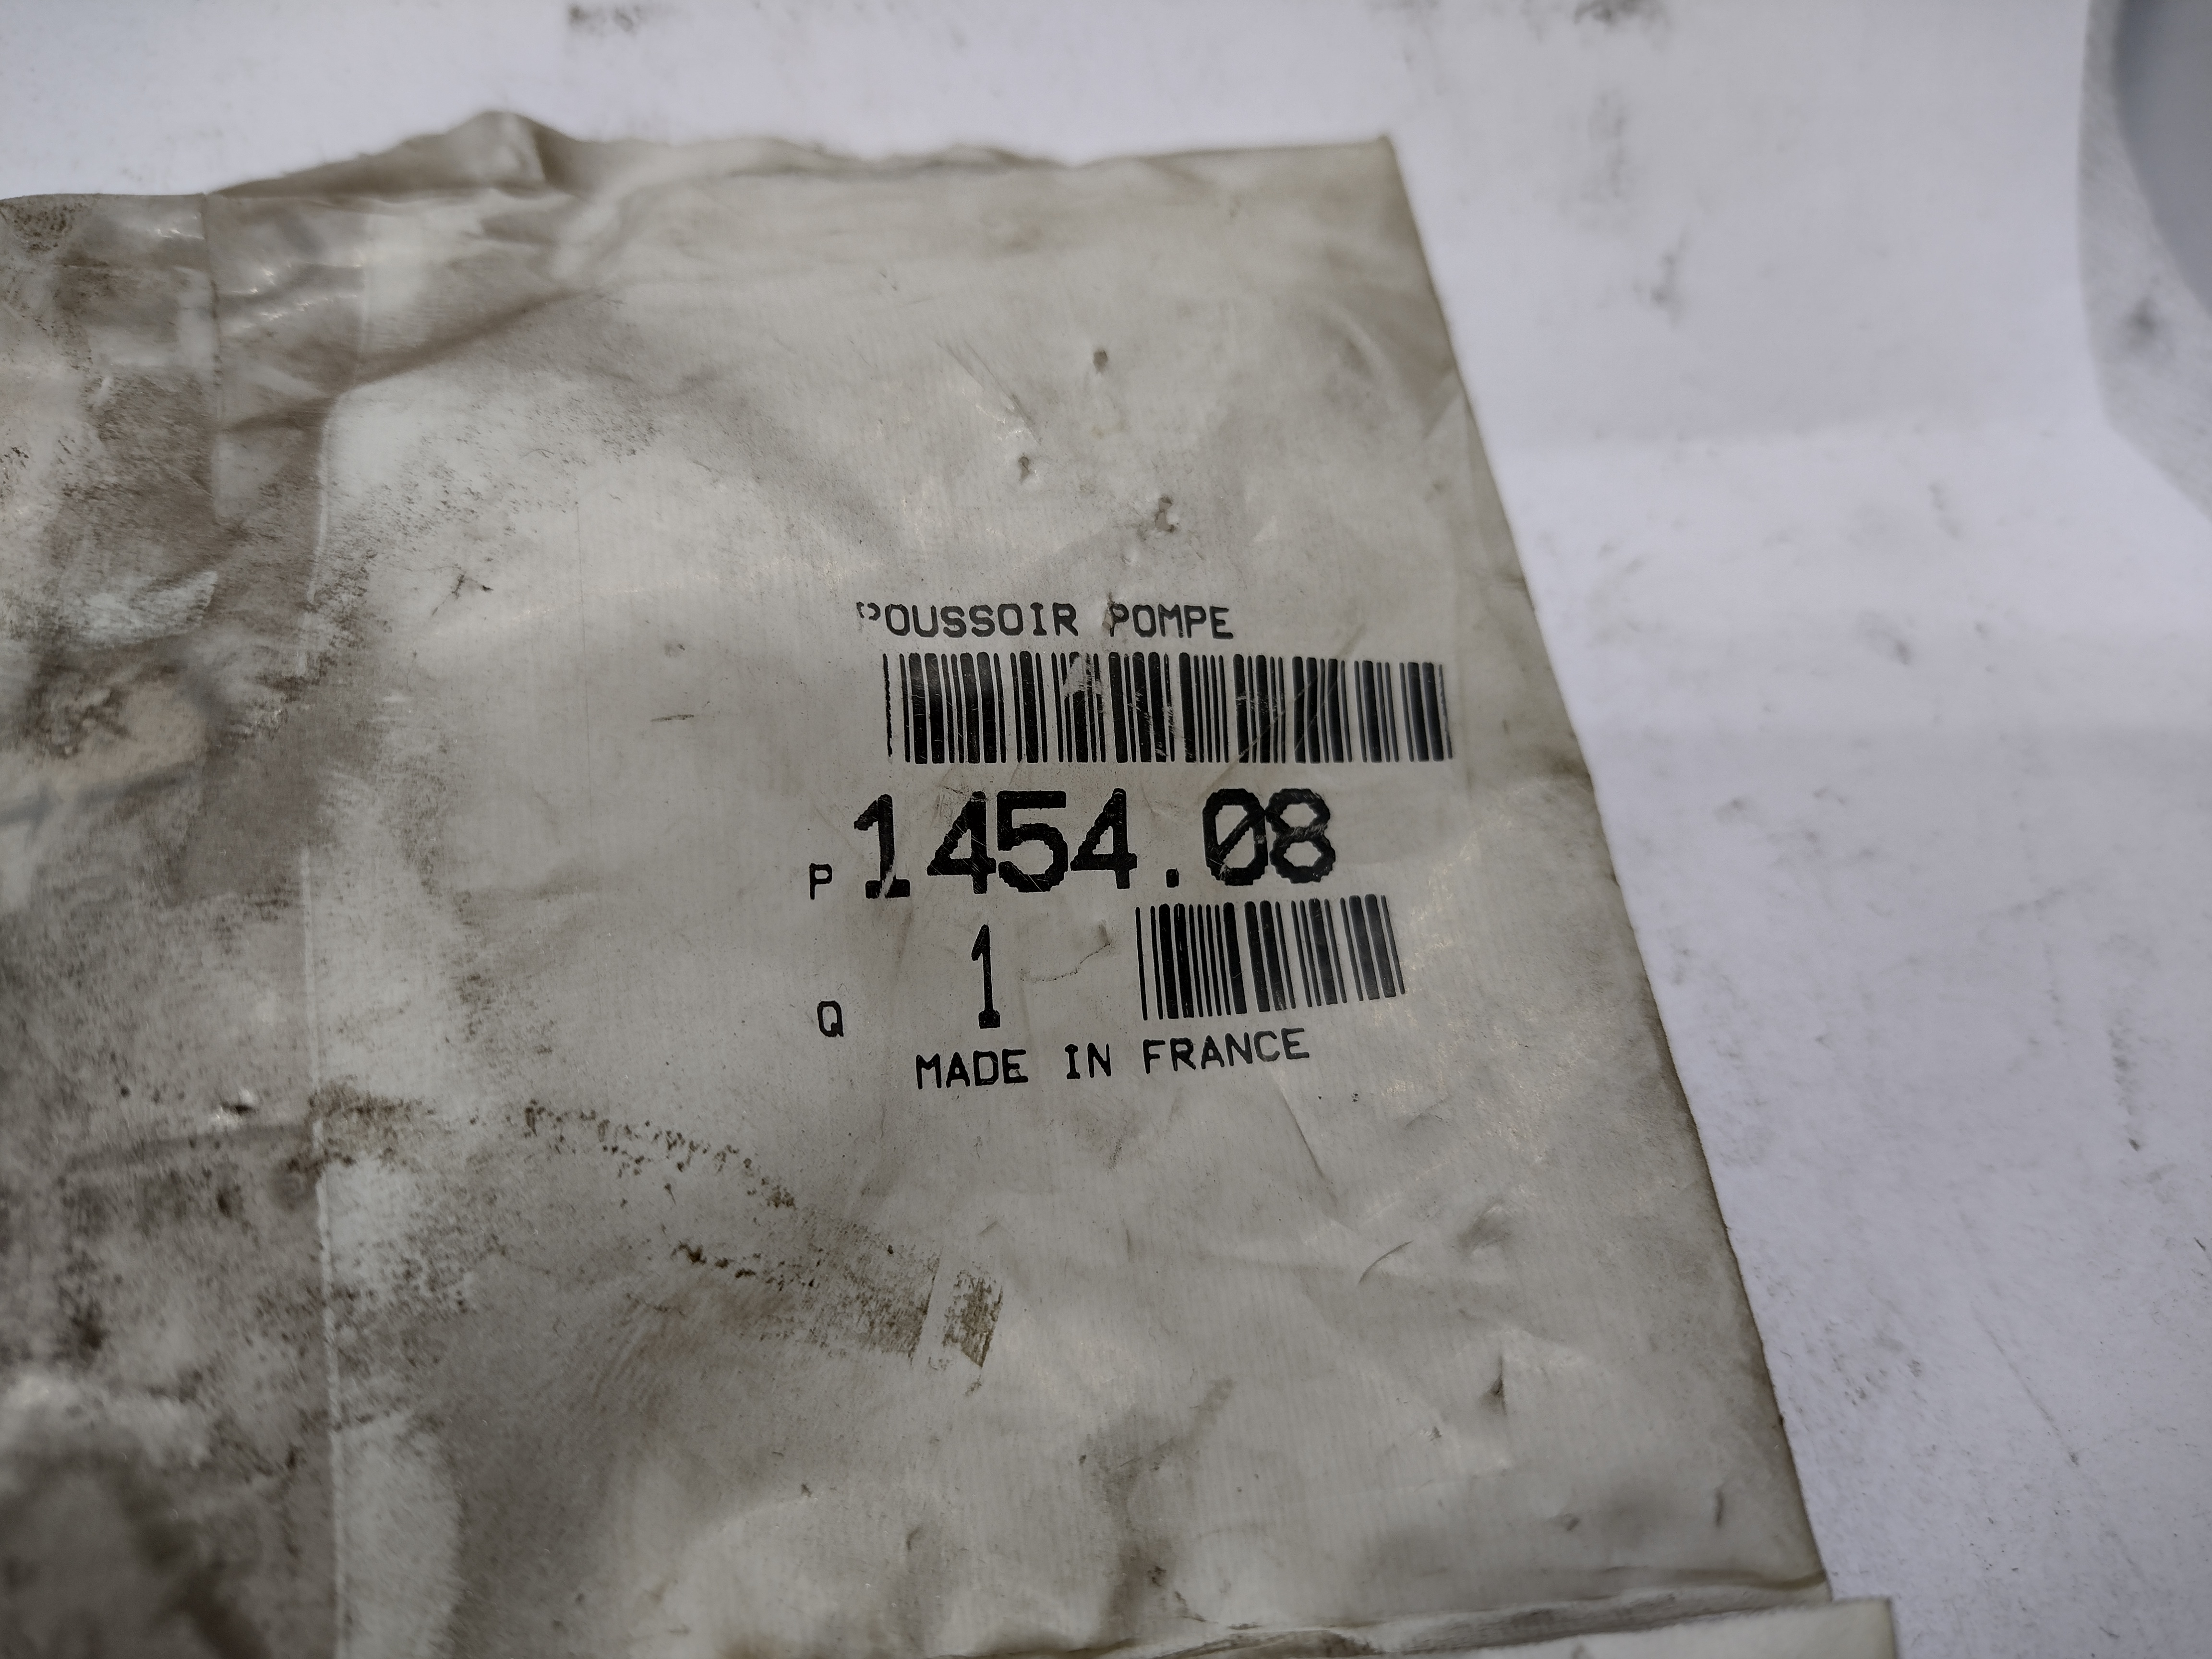 POUSSOIR POMPE
P 1454.08
Q 1
MADE IN FRANCE